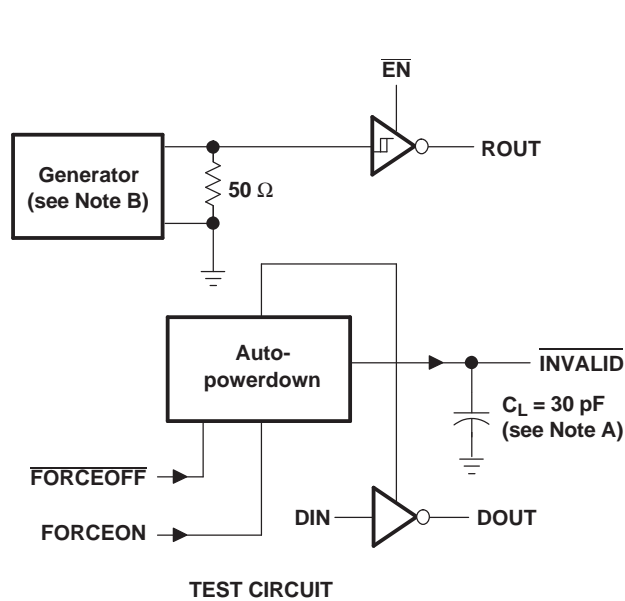 EN
ROUT
Generator
(see Note B)
50 Ω
Auto-
powerdown
INVALID
CL = 30 pF
(see Note A)
FORCEOFF
FORCEON
DIN
DOUT
TEST CIRCUIT